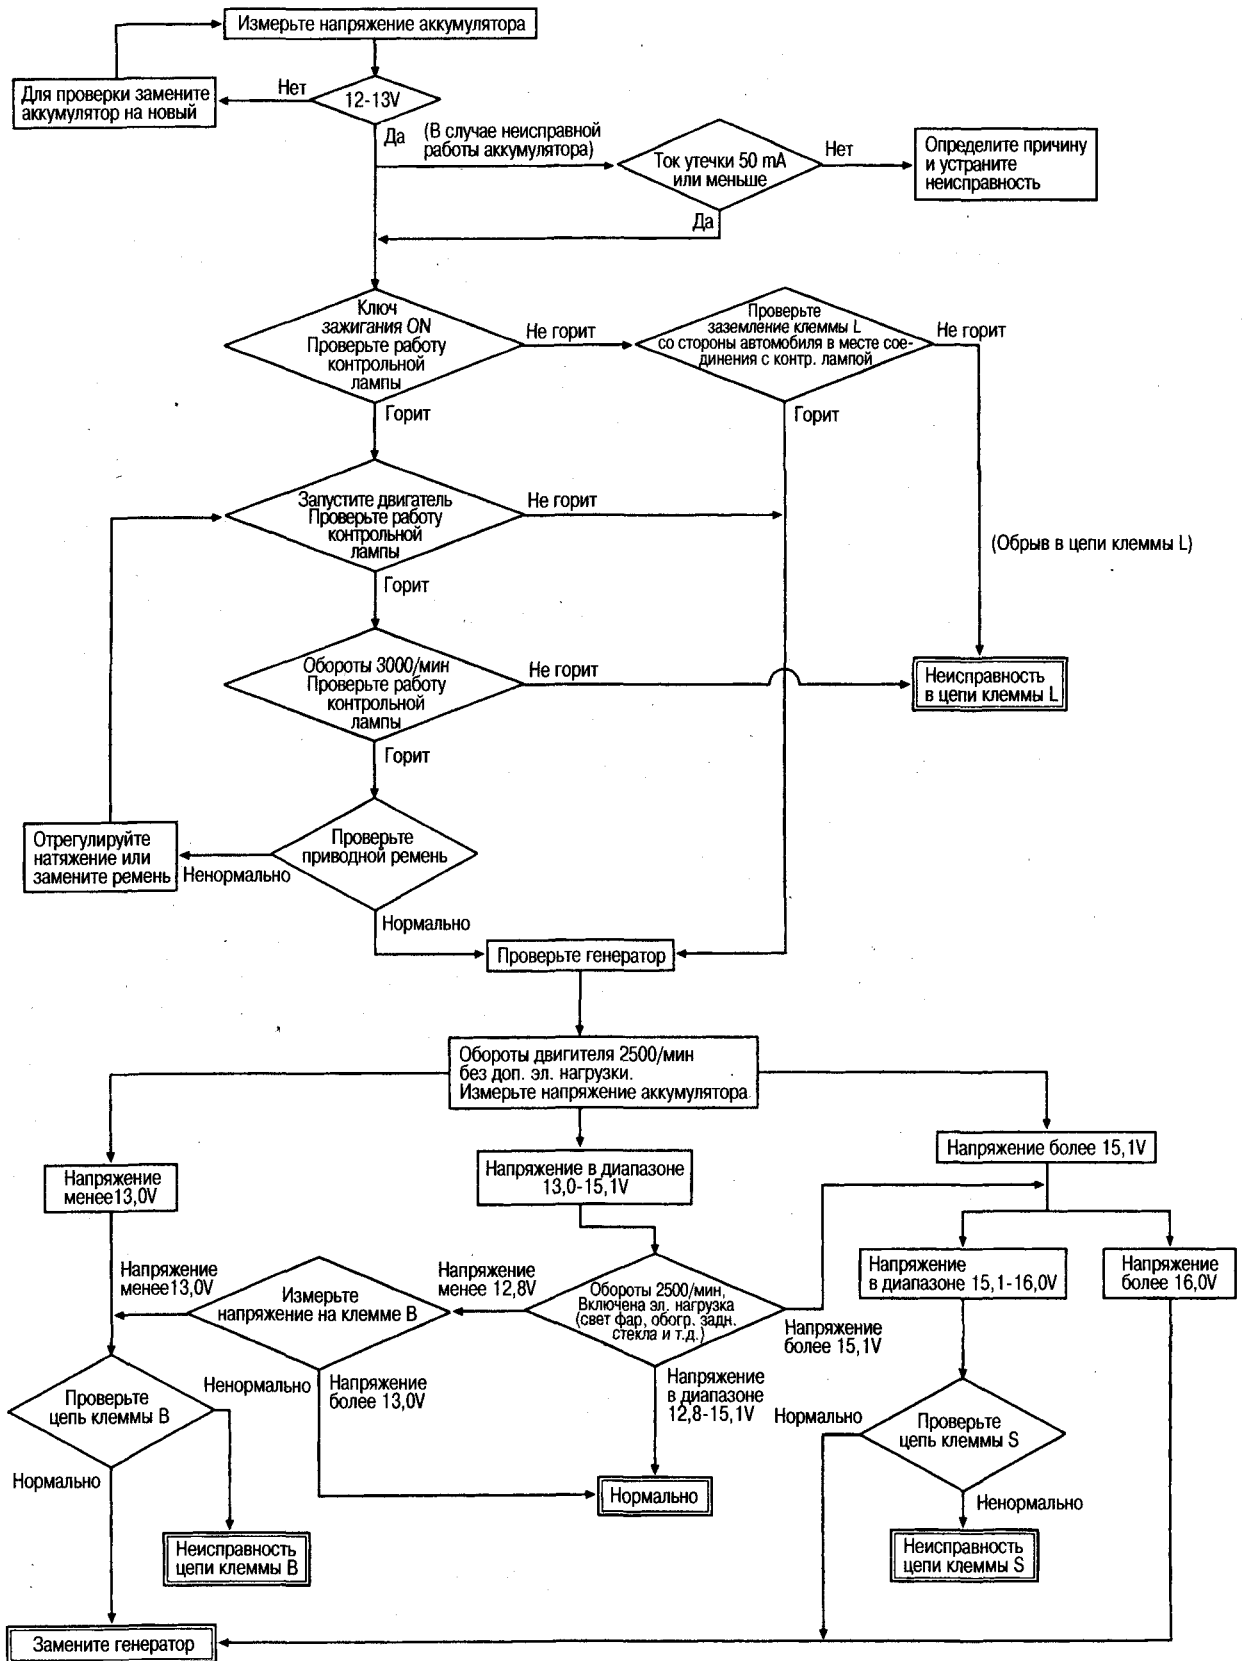 Измерьте напряжение аккумулятора
Для проверки замените
аккумулятор на новый
Нет
12-13V
Да
(В случае неисправной
работы аккумулятора)
Ток утечки 50 mA
или меньше
Нет
Определите причину
и устраните
неисправность
Да
Ключ
зажигания ON
Проверьте работу
контрольной
лампы
Не горит
Проверьте
заземление клеммы L
со стороны автомобиля в месте сое-
динения с контр. лампой
Не горит
Горит
Горит
Запустите двигатель
Проверьте работу
контрольной
лампы
Не горит
(Обрыв в цепи клеммы L)
Горит
Обороты 3000/мин
Проверьте работу
контрольной
лампы
Не горит
Неисправность
в цепи клеммы L
Горит
Отрегулируйте
натяжение или
замените ремень
Ненормально
Проверьте
приводной ремень
Нормально
Проверьте генератор
Обороты двигителя 2500/мин
без доп. эл. нагрузки.
Измерьте напряжение аккумулятора.
Напряжение
менее13,0V
Напряжение в диапазоне
13,0-15,1V
Напряжение более 15,1V
Напряжение
менее13,0V
Измерьте
напряжение на клемме B
Напряжение
менее 12,8V
Обороты 2500/мин,
Включена эл. нагрузка
(свет фар, обогр. задн.
стекла и т.д.)
Напряжение
более 15,1V
Напряжение
в диапазоне 15,1-16,0V
Напряжение
более 16,0V
Проверьте
цепь клеммы B
Ненормально
Напряжение
более 13,0V
Напряжение
в диапазоне
12,8-15,1V
Нормально
Проверьте
цепь клеммы S
Нормально
Нормально
Ненормально
Неисправность
цепи клеммы B
Неисправность
цепи клеммы S
Замените генератор